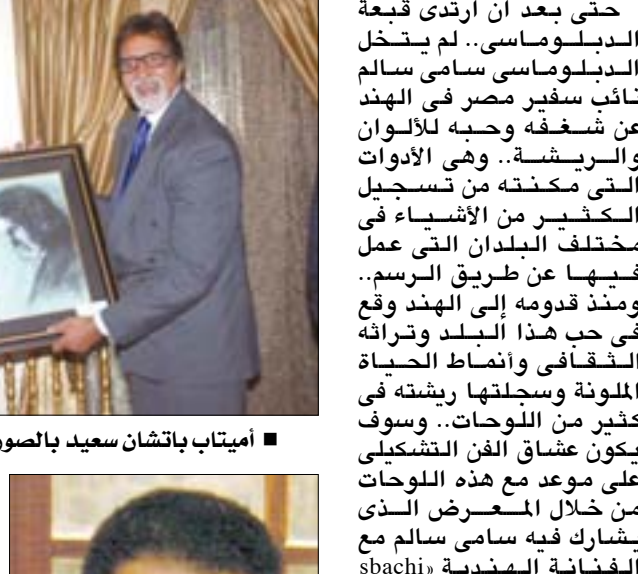 حتى بعد أن ارتدى قبعة
الدبلوماسى.. لم يتخل
الدبلوماسى سامى سالم
نائب سفير مصر فى الهند
عن شغفه وحبه للألوان
والريشة.. وهى الأدوات
التى مكنته من تسجيل
الكثير من الأشياء فى
مختلف البلدان التى عمل
فيها عن طريق الرسم..
ومنذ قدومه إلى الهند وقع
فى حب هذا البلد وتراثه
الثقافى وأنماط الحياة
الملونة وسجلتها ريشته فى
كثير من اللوحات.. وسوف
يكون عشاق الفن التشكيلى
على موعد مع هذه اللوحات
من خلال المعرض الذى
يشارك فيه سامى سالم مع
الفنانة الهندية «sbachi
■ أميتاب باتشان سعيد